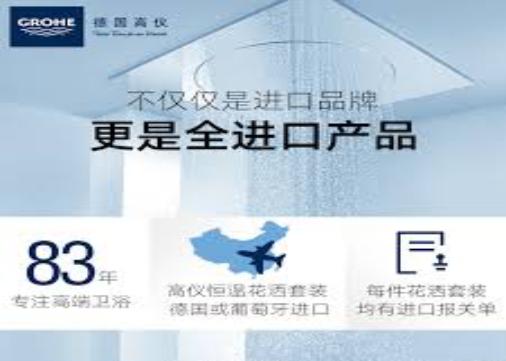 GROHE 德国高仪
不仅仅是进口品牌
更是全进口产品
83年
专注高端卫浴
高仪恒温花洒套装
德国或葡萄牙进口
每件花洒套装
均有进口报关单